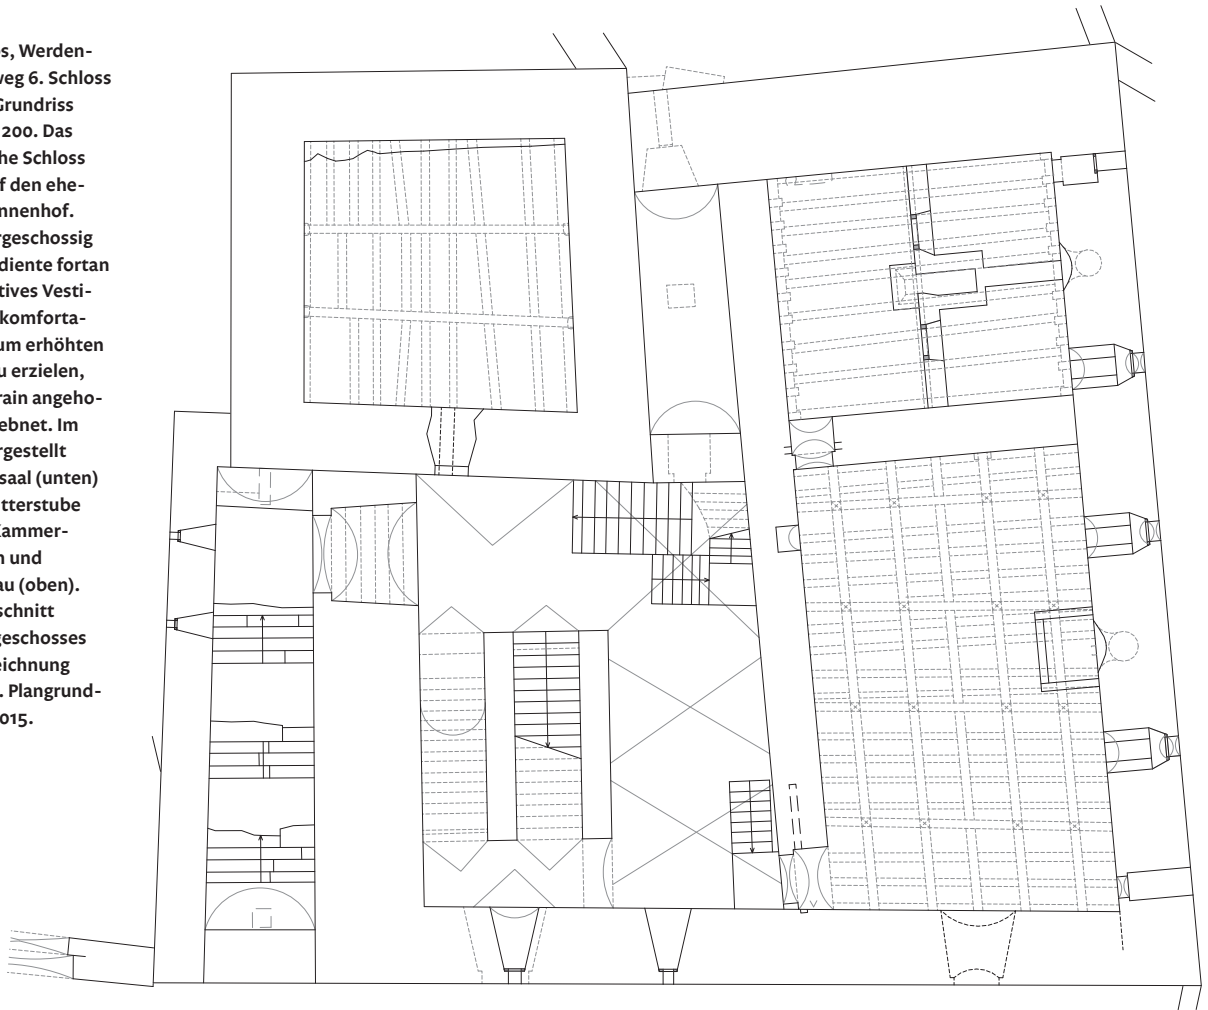 s, Werden-
weg 6. Schloss
Grundriss
200. Das
he Schloss
f den ehe-
nnenhof.
rgeschossig
diente fortan
tives Vesti-
komforta-
um erhöhten
u erzielen,
rain angeho-
ebnet. Im
rgestellt
saal (unten)
tterstube
Kammer-
n und
au (oben).
schnitt
geschosses
eichnung
. Plangrund-
015.